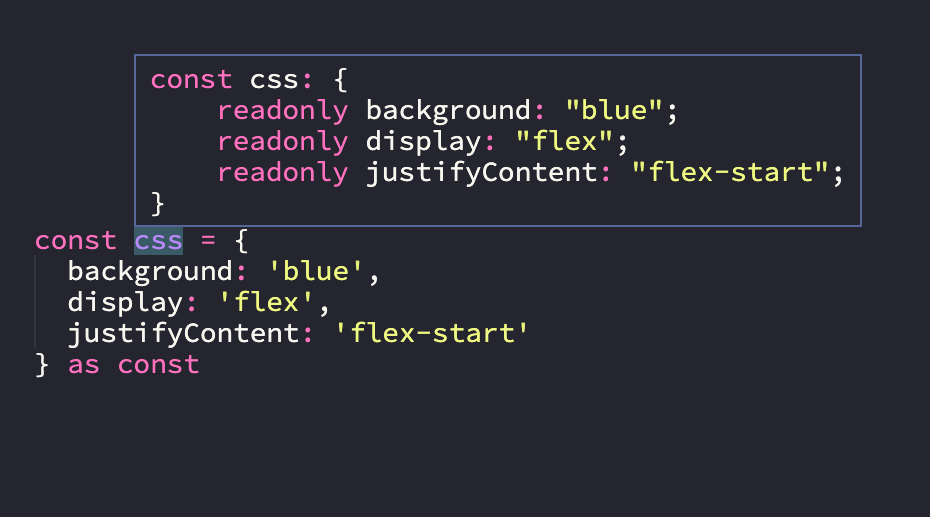 const css: {
    readonly background: "blue";
    readonly display: "flex";
    readonly justifyContent: "flex-start";
}
const css = {
  background: 'blue',
  display: 'flex',
  justifyContent: 'flex-start'
} as const